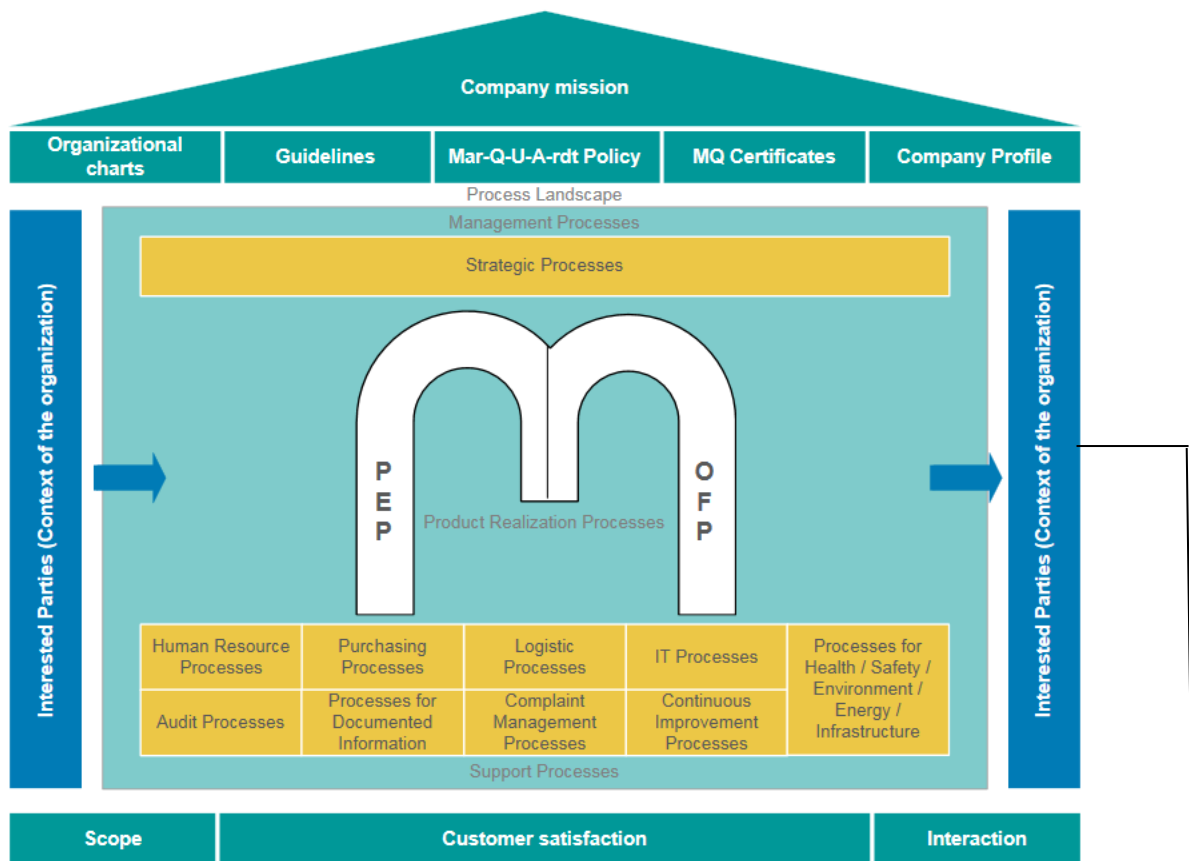 Company mission
Organizational
charts
Guidelines
Mar-Q-U-A-rdt Policy
MQ Certificates
Company Profile
Process Landscape
Management Processes
Strategic Processes
Interested Parties (Context of the organization)
PEP
OFP
Product Realization Processes
Interested Parties (Context of the organization)
Human Resource
Processes
Purchasing
Processes
Logistic
Processes
IT Processes
Processes for
Health / Safety /
Environment /
Energy /
Infrastructure
Audit Processes
Processes for
Documented
Information
Complaint
Management
Processes
Continuous
Improvement
Processes
Support Processes
Scope
Customer satisfaction
Interaction